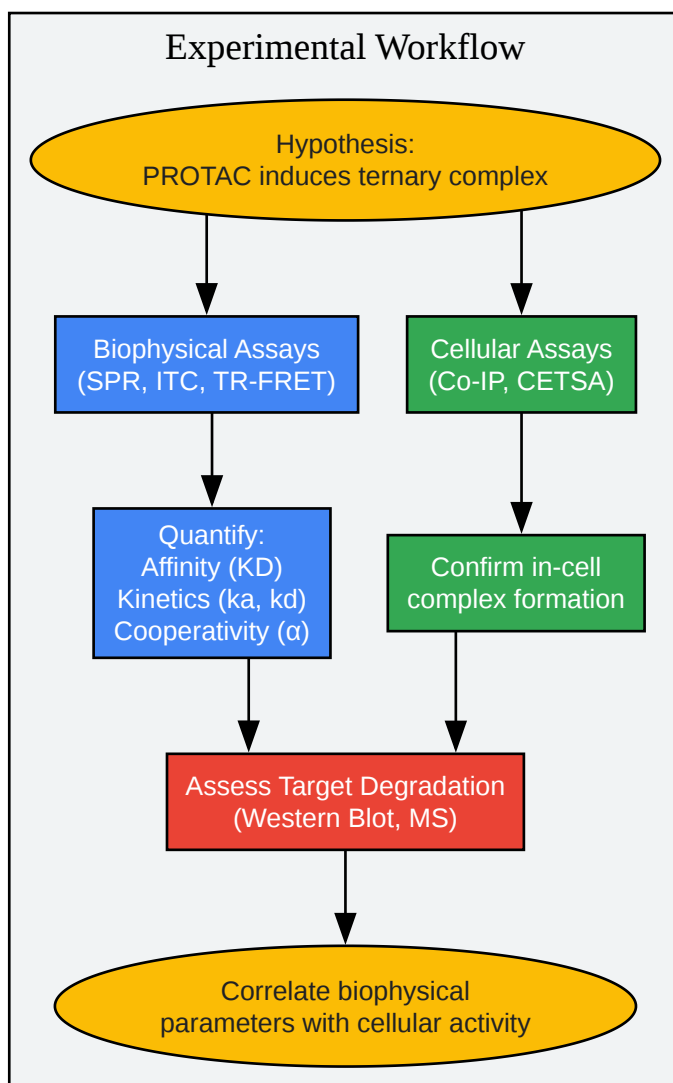 Experimental Workflow
Hypothesis:
PROTAC induces ternary complex
Biophysical Assays
(SPR, ITC, TR-FRET)
Cellular Assays
(Co-IP, CETSA)
Quantify:
Affinity (KD)
Kinetics (ka, kd)
Cooperativity (α)
Confirm in-cell
complex formation
Assess Target Degradation
(Western Blot, MS)
Correlate biophysical
parameters with cellular activity